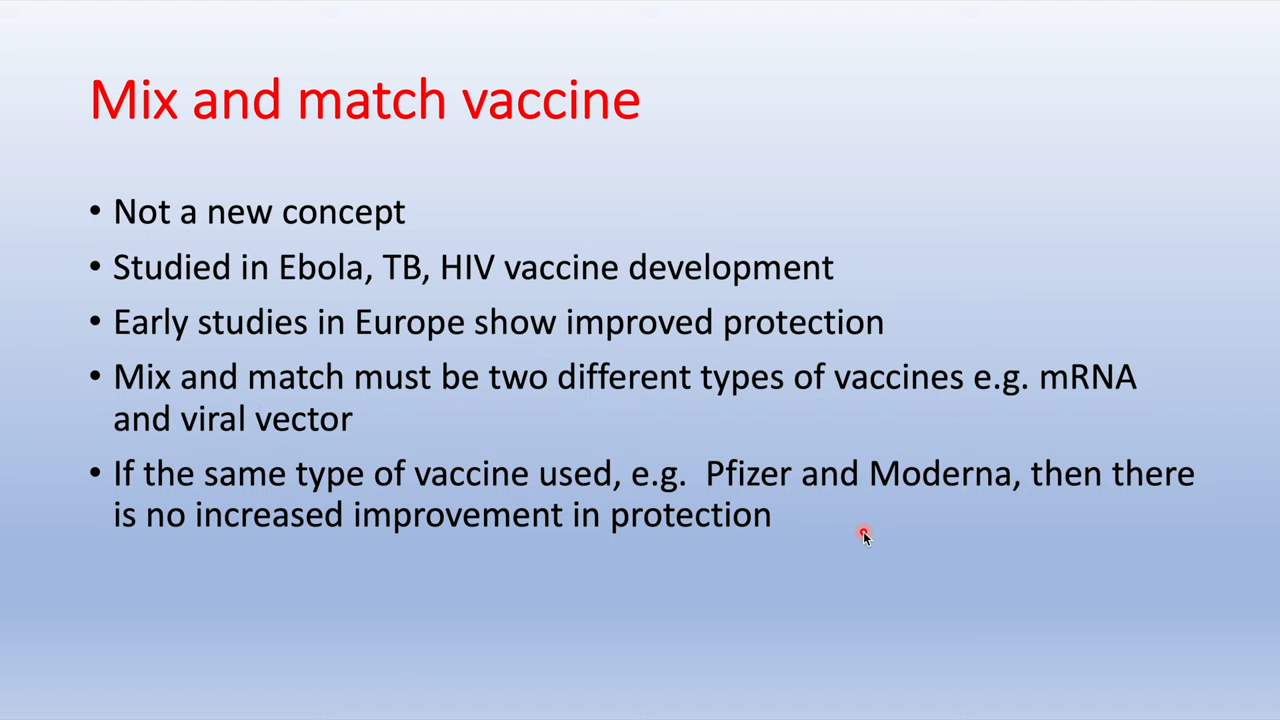 Mix and match vaccine
• Not a new concept
• Studied in Ebola, TB, HIV vaccine development
• Early studies in Europe show improved protection
• Mix and match must be two different types of vaccines e.g. mRNA
and viral vector
• If the same type of vaccine used, e.g.  Pfizer and Moderna, then there
is no increased improvement in protection